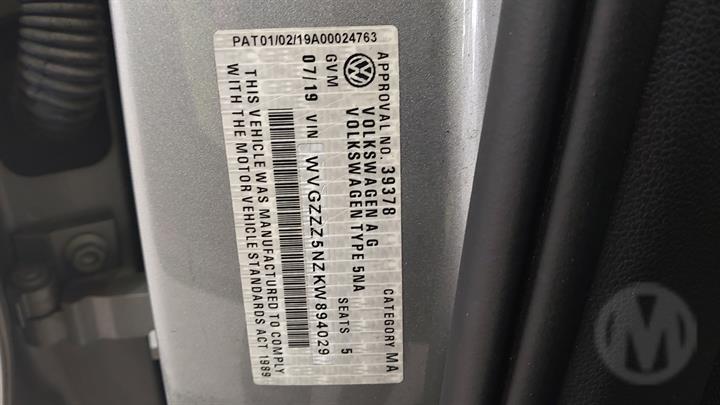 PAT01/02/19A00024763
APPROVAL NO. 39378 CATEGORY MA
VOLKSWAGEN AG
VOLKSWAGEN TYPE 5NA
GVM SEATS 5
07/19 VIN WVGZZZ5NZKW894029
THIS VEHICLE WAS MANUFACTURED TO COMPLY
WITH THE MOTOR VEHICLE STANDARDS ACT 1989